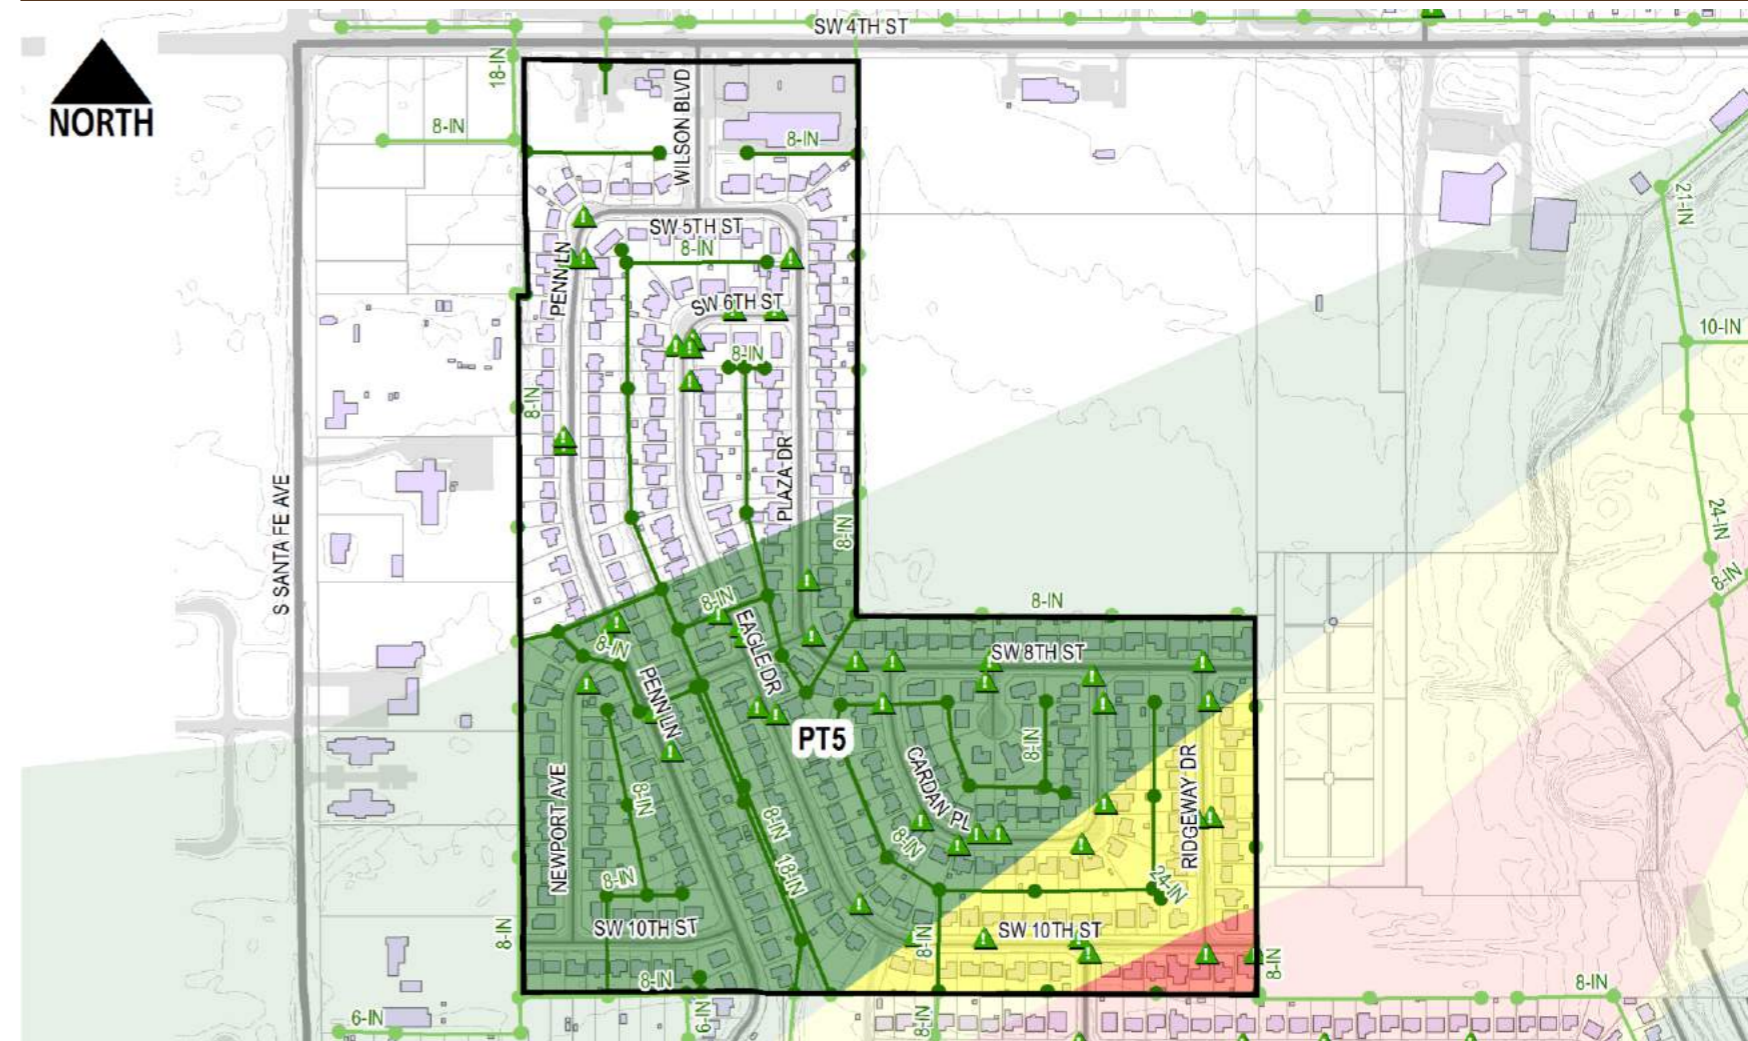 SW 4TH ST
18-IN
NORTH
8-IN
WILSON BLVD
8-IN
21-IN
SW 5TH ST
8-IN
PENN LN
SW 6TH ST
10-IN
8-IN
8-IN
PLAZA DR
S SANTA FE AVE
8-IN
24-IN
8-IN
8-IN
8-IN
EAGLE DR
8-IN
SW 8TH ST
PENN LN
PT5
8-IN
CARDAN PL
RIDGEWAY DR
NEWPORT AVE
8-IN
8-IN
8-IN
18-IN
8-IN
24-IN
SW 10TH ST
SW 10TH ST
8-IN
8-IN
8-IN
8-IN
8-IN
6-IN
6-IN
8-IN